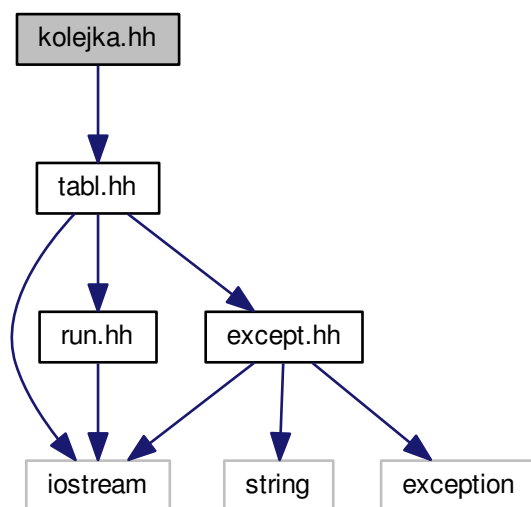 kolejka.hh
tabl.hh
run.hh
except.hh
iostream
string
exception